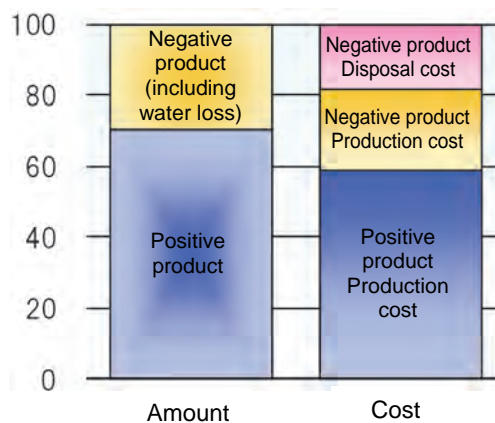 100
80
60
40
20
0
Negative
product
(including
water loss)
Positive
product
Negative product
Disposal cost
Negative product
Production cost
Positive
product
Production
cost
Amount
Cost